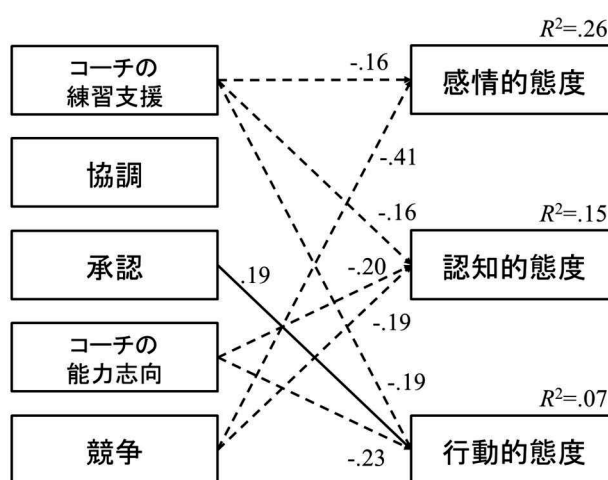 コーチの
練習支援
協調
承認
コーチの
能力志向
競争
-.16
-.41
-.16
-.20
.19
-.19
-.19
-.23
R²=.26
感情的態度
R²=.15
認知的態度
R²=.07
行動的態度